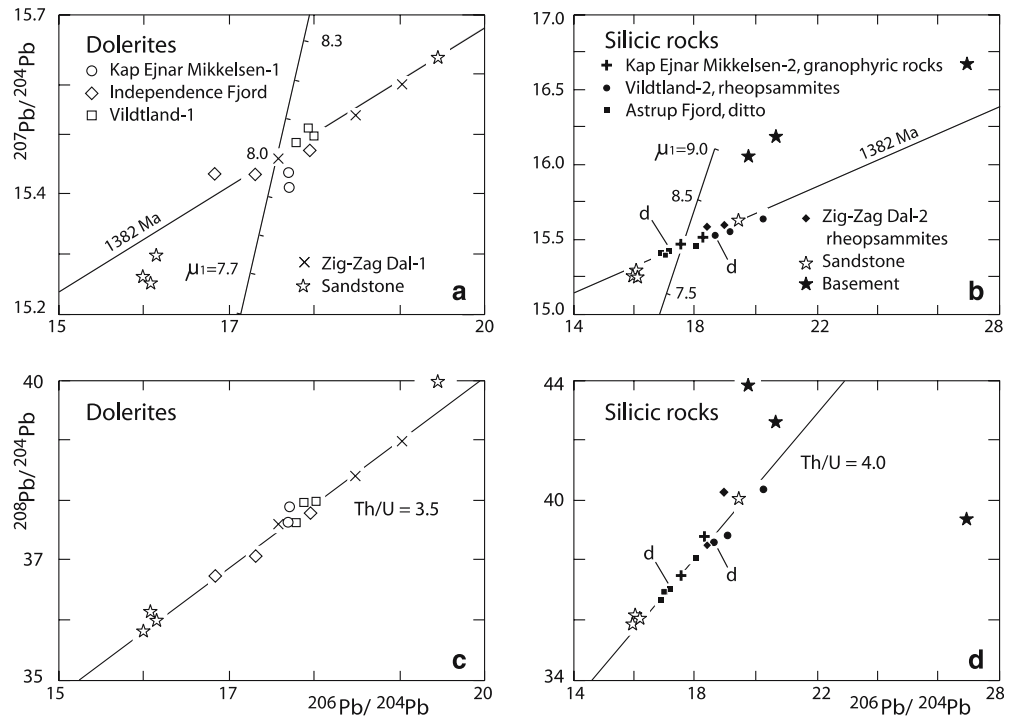 15.7
15.4
15.2
207Pb/204Pb
Dolerites
Kap Ejnar Mikkelsen-1
Independence Fjord
Vildtland-1
8.3
8.0
1382 Ma
μ1=7.7
Zig-Zag Dal-1
Sandstone
a
15
17
20
17.0
16.5
16.0
15.5
15.0
Silicic rocks
Kap Ejnar Mikkelsen-2, granophyric rocks
Vildtland-2, rheopsammites
Astrup Fjord, ditto
1382 Ma
μ1=9.0
8.5
7.5
d
d
Zig-Zag Dal-2
rheopsammites
Sandstone
Basement
b
14
18
22
28
40
37
35
208Pb/204Pb
Dolerites
Th/U = 3.5
c
15
17
20
206Pb/204Pb
44
40
34
Silicic rocks
Th/U = 4.0
d
d
d
14
18
22
28
206Pb/204Pb